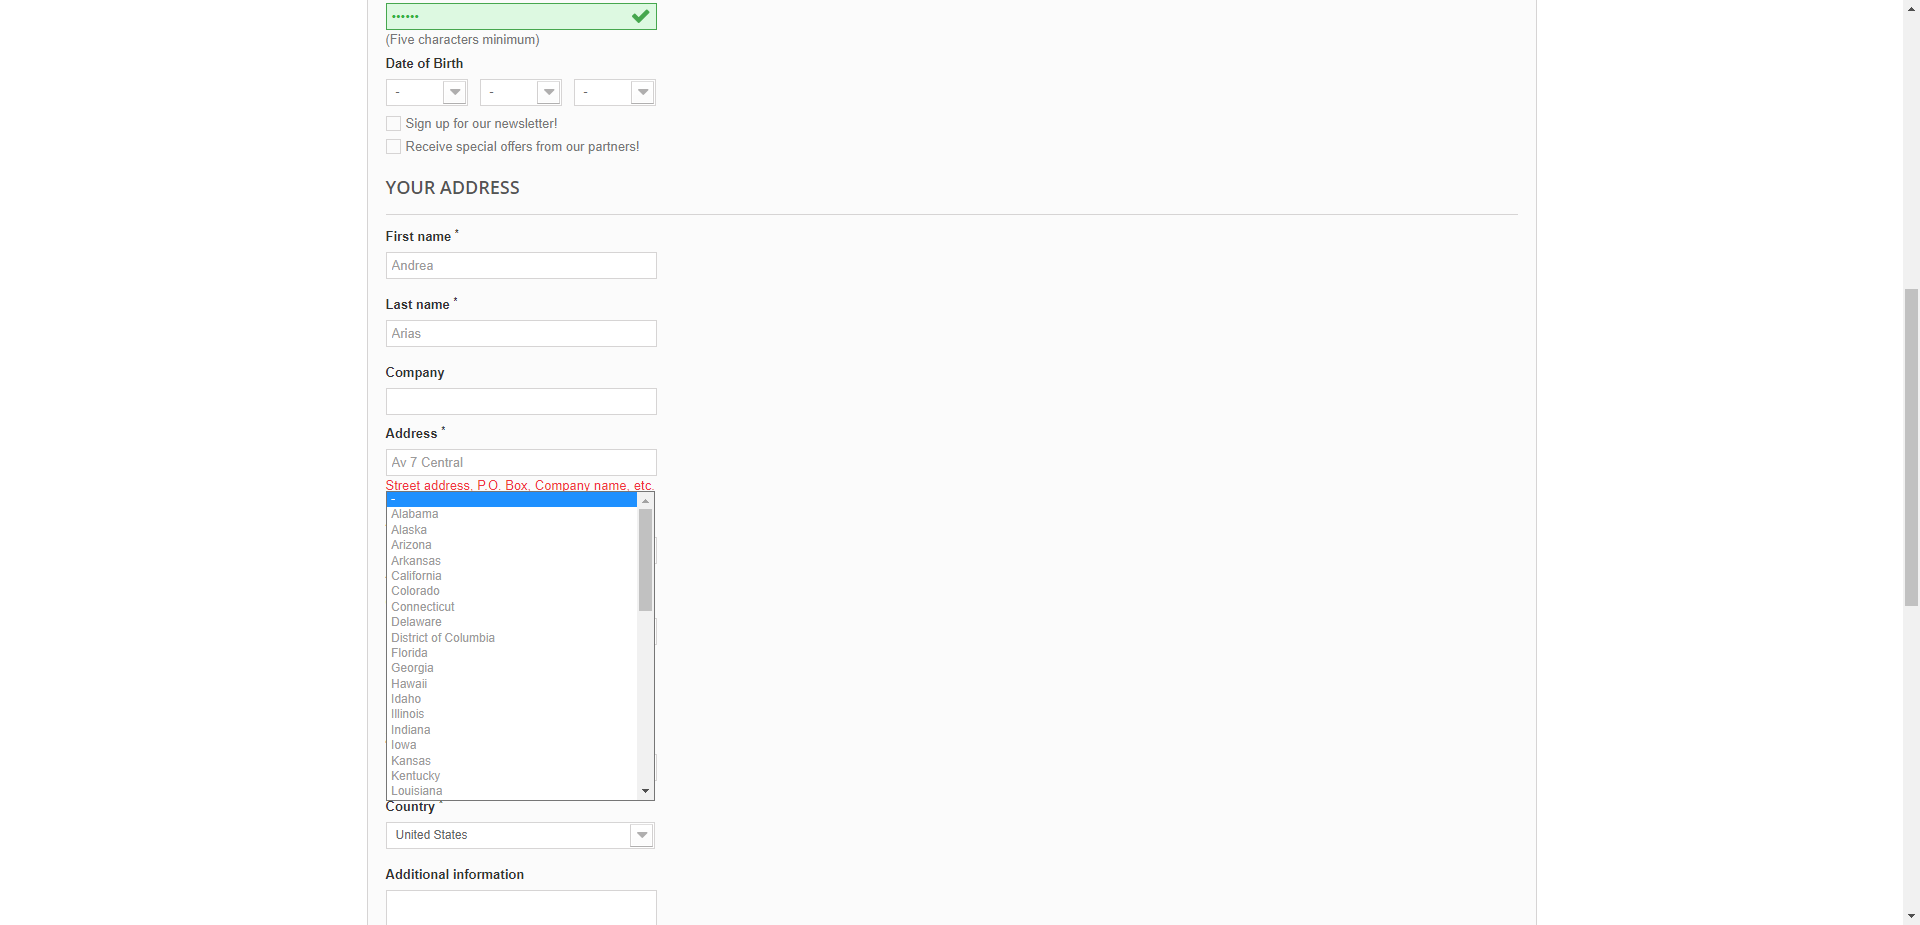 ••••••
(Five characters minimum)
Date of Birth
- - -
Sign up for our newsletter!
Receive special offers from our partners!
YOUR ADDRESS
First name *
Andrea
Last name *
Arias
Company
Address *
Av 7 Central
Street address, P.O. Box, Company name, etc.
-
Alabama
Alaska
Arizona
Arkansas
California
Colorado
Connecticut
Delaware
District of Columbia
Florida
Georgia
Hawaii
Idaho
Illinois
Indiana
Iowa
Kansas
Kentucky
Louisiana
Country *
United States
Additional information